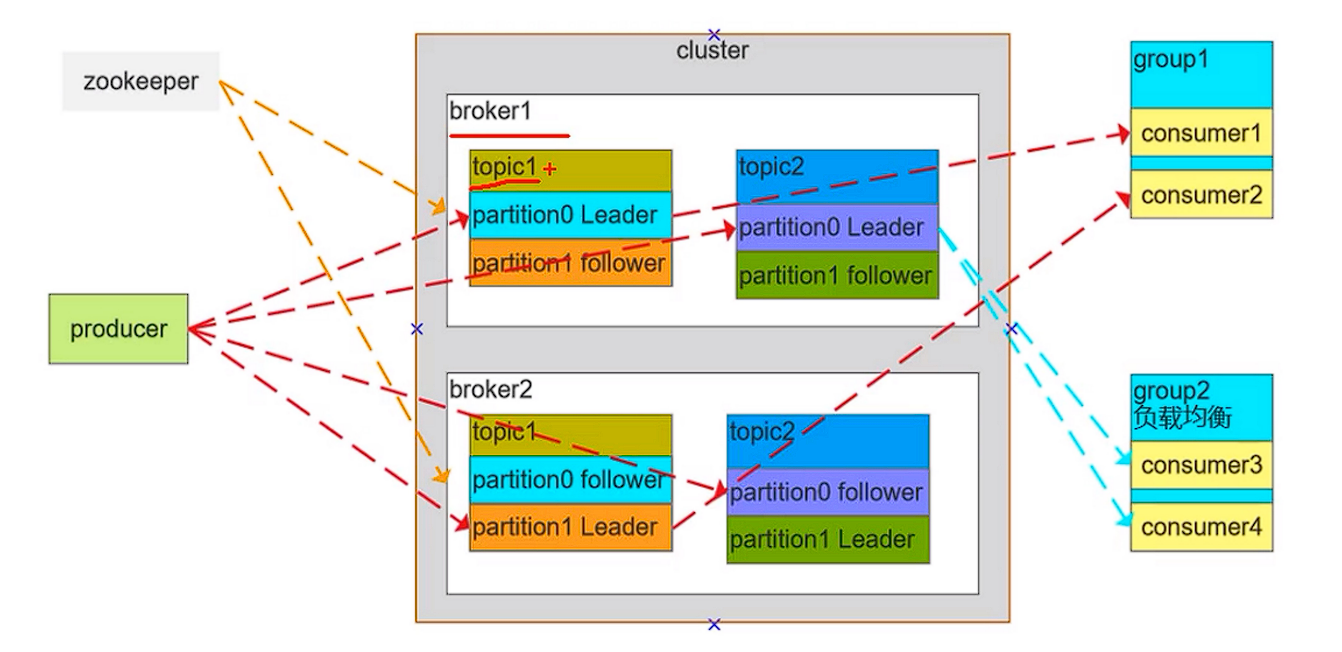 cluster
zookeeper
producer
broker1
topic1
partition0 Leader
partition1 follower
topic2
partition0 Leader
partition1 follower
broker2
topic1
partition0 follower
partition1 Leader
topic2
partition0 follower
partition1 Leader
group1
consumer1
consumer2
group2
负载均衡
consumer3
consumer4